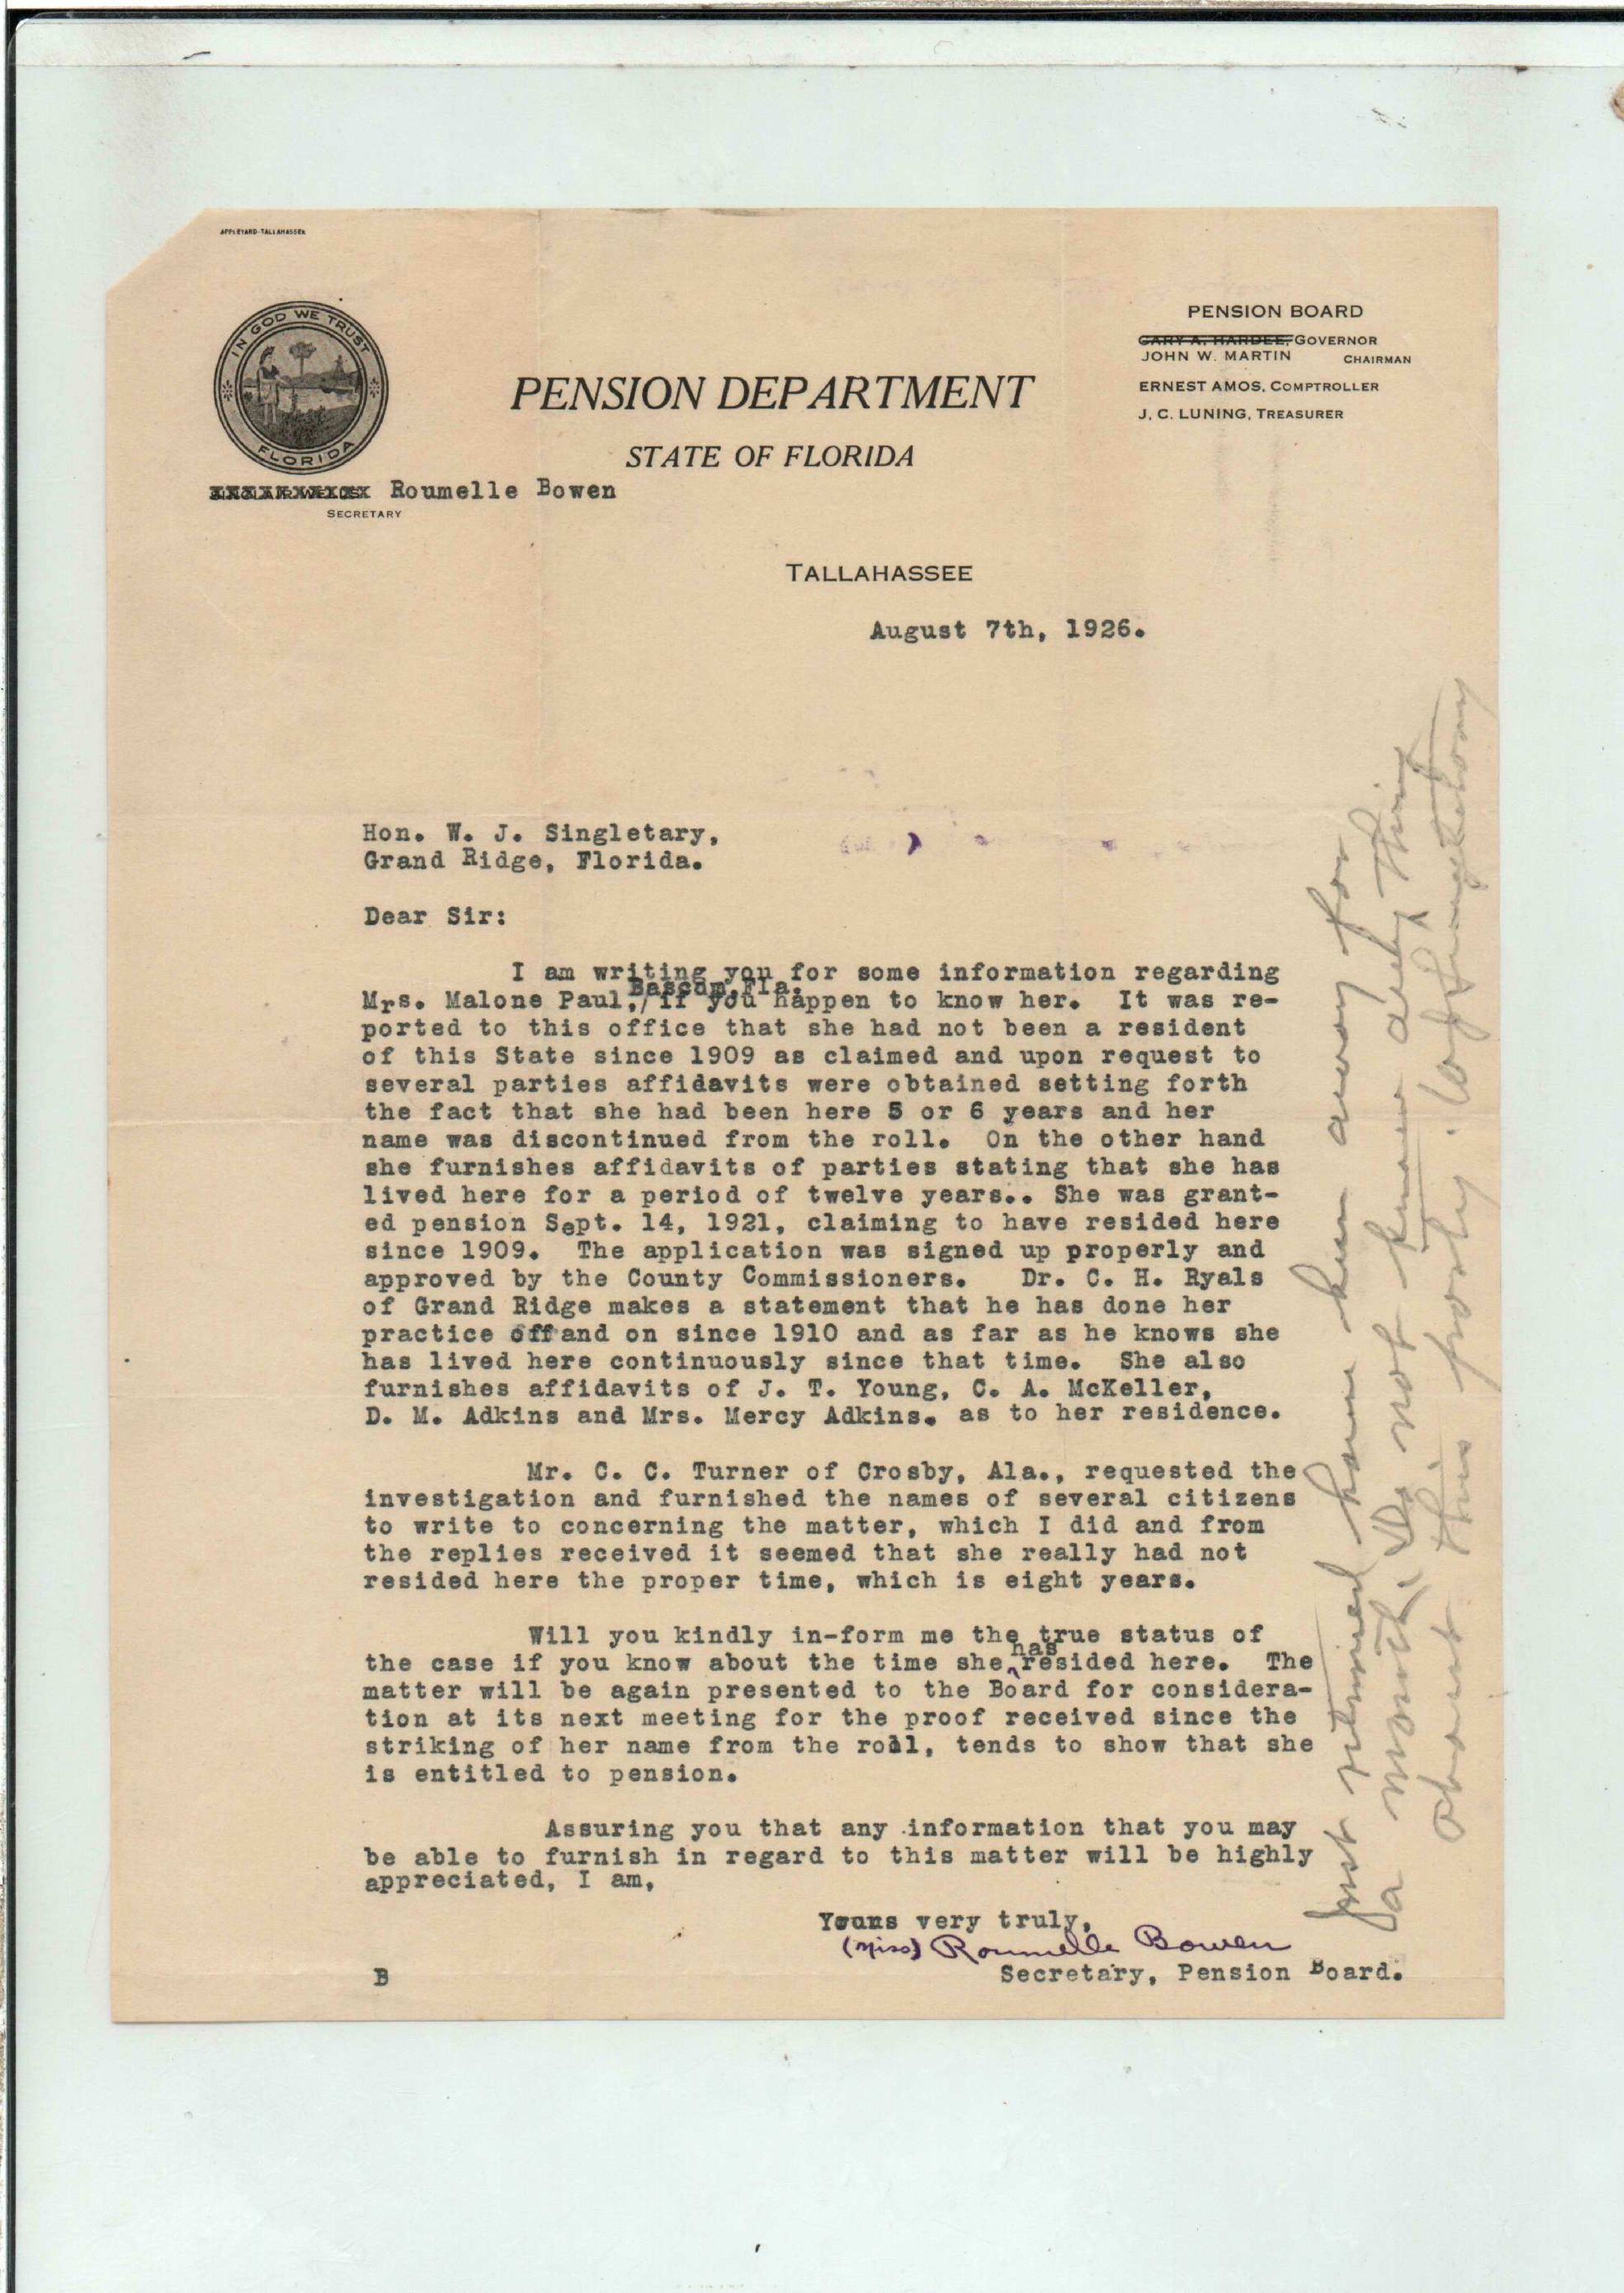 APPLEYARD-TALLAHASSEE
IN GOD WE TRUST
FLORIDA
PENSION BOARD
GARY A. HARDEE, GOVERNOR
JOHN W. MARTIN CHAIRMAN
ERNEST AMOS, COMPTROLLER
J. C. LUNING, TREASURER
PENSION DEPARTMENT
STATE OF FLORIDA
Roumelle Bowen
SECRETARY
TALLAHASSEE
August 7th, 1926.
Hon. W. J. Singletary,
Grand Ridge, Florida.
Dear Sir:
I am writing you for some information regarding
Bascom, Fla.
Mrs. Malone Paul,/ if you happen to know her. It was re-
ported to this office that she had not been a resident
of this State since 1909 as claimed and upon request to
several parties affidavits were obtained setting forth
the fact that she had been here 5 or 6 years and her
name was discontinued from the roll. On the other hand
she furnishes affidavits of parties stating that she has
lived here for a period of twelve years.. She was grant-
ed pension Sept. 14, 1921, claiming to have resided here
since 1909. The application was signed up properly and
approved by the County Commissioners. Dr. C. H. Ryals
of Grand Ridge makes a statement that he has done her
practice off and on since 1910 and as far as he knows she
has lived here continuously since that time. She also
furnishes affidavits of J. T. Young, C. A. McKeller,
D. M. Adkins and Mrs. Mercy Adkins. as to her residence.
Mr. C. C. Turner of Crosby, Ala., requested the
investigation and furnished the names of several citizens
to write to concerning the matter, which I did and from
the replies received it seemed that she really had not
resided here the proper time, which is eight years.
Will you kindly in-form me the true status of
has
the case if you know about the time she resided here. The
matter will be again presented to the Board for considera-
tion at its next meeting for the proof received since the
striking of her name from the roll, tends to show that she
is entitled to pension.
Assuring you that any information that you may
be able to furnish in regard to this matter will be highly
appreciated, I am,
Yours very truly,
(Miss) Roumelle Bowen
Secretary, Pension Board.
B
Just returned home been away for
a month, Do not know any thing
about this party. W J Singletary